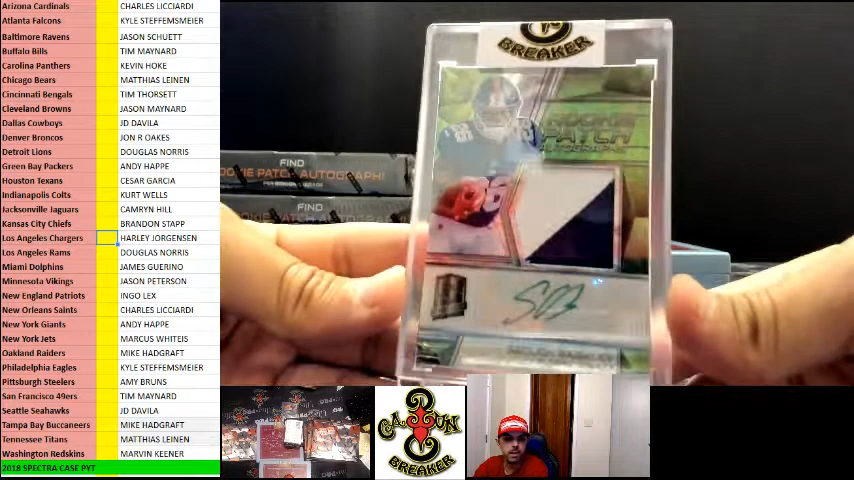 Arizona Cardinals CHARLES LICCIARDI
Atlanta Falcons KYLE STEFFEMSMEIER
Baltimore Ravens JASON SCHUETT
Buffalo Bills TIM MAYNARD
Carolina Panthers KEVIN HOKE
Chicago Bears MATTHIAS LEINEN
Cincinnati Bengals TIM THORSETT
Cleveland Browns JASON MAYNARD
Dallas Cowboys JD DAVILA
Denver Broncos JON R OAKES
Detroit Lions DOUGLAS NORRIS
Green Bay Packers ANDY HAPPE
Houston Texans CESAR GARCIA
Indianapolis Colts KURT WELLS
Jacksonville Jaguars CAMRYN HILL
Kansas City Chiefs BRANDON STAPP
Los Angeles Chargers HARLEY JORGENSEN
Los Angeles Rams DOUGLAS NORRIS
Miami Dolphins JAMES GUERINO
Minnesota Vikings JASON PETERSON
New England Patriots INGO LEX
New Orleans Saints CHARLES LICCIARDI
New York Giants ANDY HAPPE
New York Jets MARCUS WHITEIS
Oakland Raiders MIKE HADGRAFT
Philadelphia Eagles KYLE STEFFEMSMEIER
Pittsburgh Steelers AMY BRUNS
San Francisco 49ers TIM MAYNARD
Seattle Seahawks JD DAVILA
Tampa Bay Buccaneers MIKE HADGRAFT
Tennessee Titans MATTHIAS LEINEN
Washington Redskins MARVIN KEENER
2018 SPECTRA CASE PYT
BREAKER
ROOKIE
PATCH
AUTOGRAPHS
FIND
ROOKIE PATCH AUTOGRAPH!
FIND
PATCH AUTOGRAPH
CAJUN
BREAKER